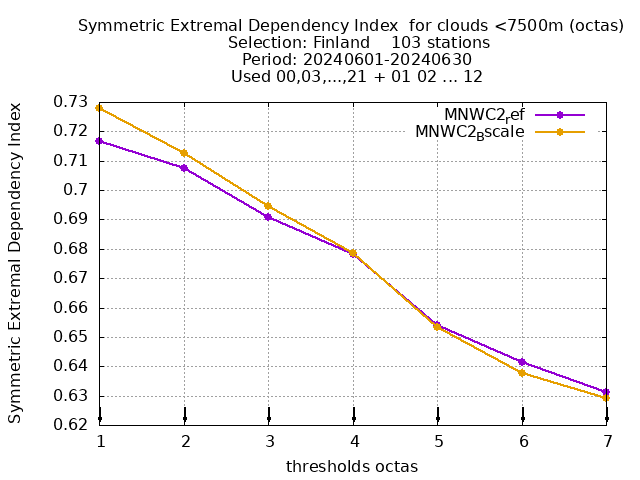 Symmetric Extremal Dependency Index  for clouds <7500m (octas)
Selection: Finland    103 stations
Period: 20240601-20240630
Used 00,03,...,21 + 01 02 ... 12
MNWC2ref
MNWC2Bscale
Symmetric Extremal Dependency Index
0.73
0.72
0.71
0.7
0.69
0.68
0.67
0.66
0.65
0.64
0.63
0.62
1 2 3 4 5 6 7
thresholds octas